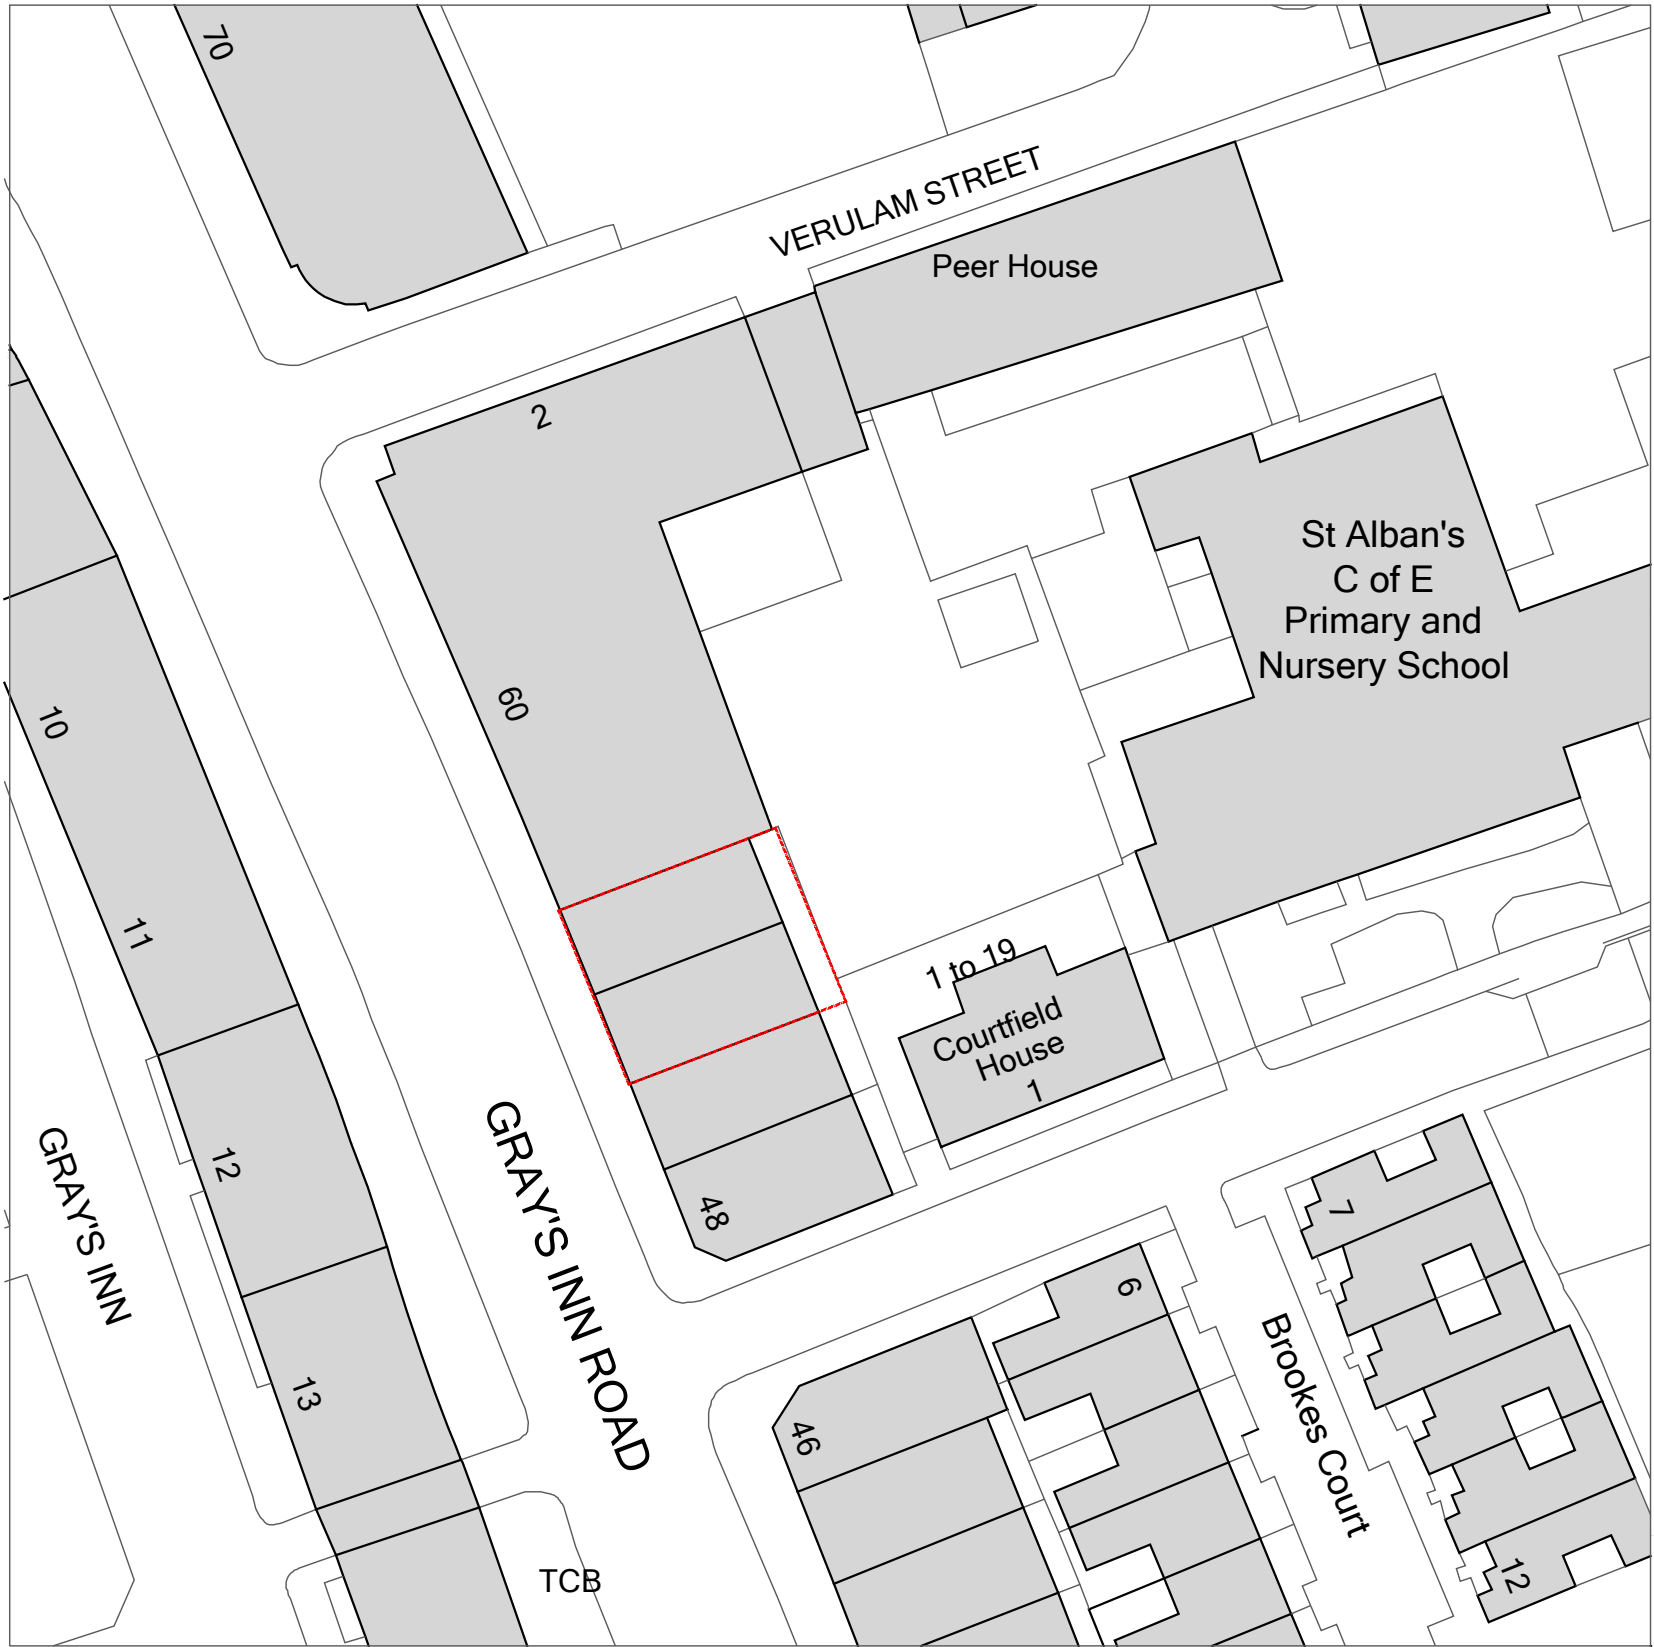 70
VERULAM STREET
Peer House
2
St Alban's
C of E
Primary and
Nursery School
60
10
11
1 to 19
Courtfield
House
1
GRAY'S INN
12
GRAY'S INN ROAD
48
7
6
13
Brookes Court
46
TCB
12